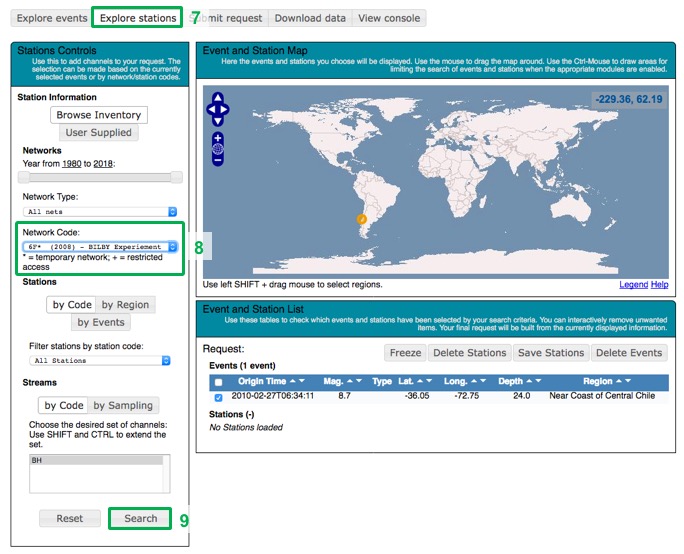 Explore events Explore stations 7 Submit request Download data View console
Stations Controls
Use this to add channels to your request. The
selection can be made based on the currently
selected events or by network/station codes.
Station Information
Browse Inventory
User Supplied
Networks
Year from 1980 to 2018:
Network Type:
All nets
Network Code:
6F* (2008) - BILBY Experiement
8
* = temporary network; + = restricted
access
Stations
by Code by Region
by Events
Filter stations by station code:
All Stations
Streams
by Code by Sampling
Choose the desired set of channels:
Use SHIFT and CTRL to extend the
set.
BH
Reset Search 9
Event and Station Map
Here the events and stations you choose will be displayed. Use the mouse to drag the map around. Use the Ctrl-Mouse to draw areas for
limiting the search of events and stations when the appropriate modules are enabled.
-229.36, 62.19
Use left SHIFT + drag mouse to select regions. Legend Help
Event and Station List
Use these tables to check which events and stations have been selected by your search criteria. You can interactively remove unwanted
items. Your final request will be built from the currently displayed information.
Request: Freeze Delete Stations Save Stations Delete Events
Events (1 event)
Origin Time Mag. Type Lat. Long. Depth Region
2010-02-27T06:34:11 8.7 -36.05 -72.75 24.0 Near Coast of Central Chile
Stations (-)
No Stations loaded